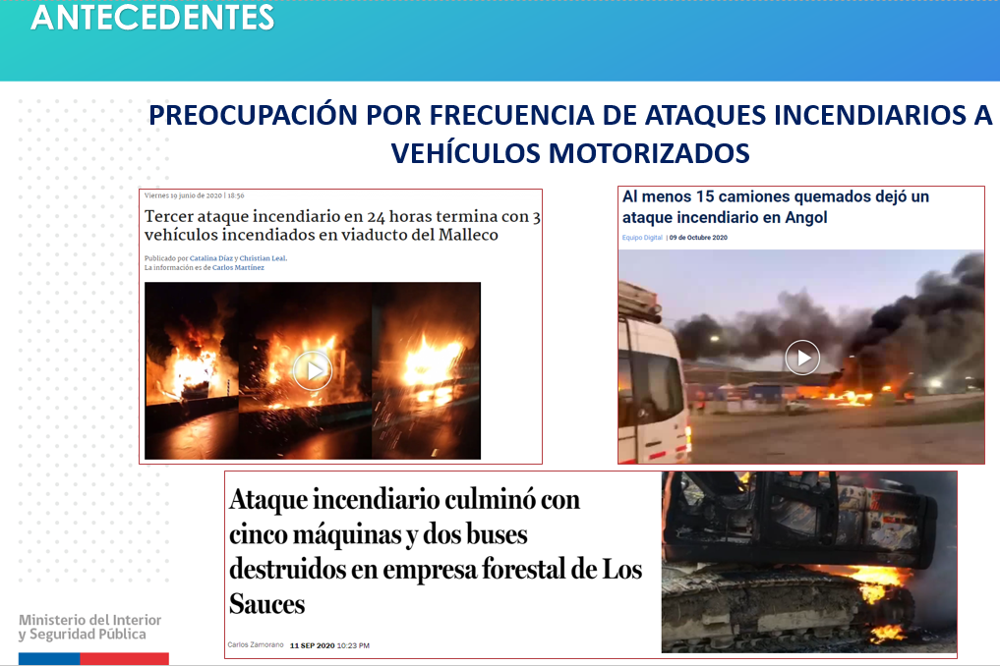 ANTECEDENTES
PREOCUPACIÓN POR FRECUENCIA DE ATAQUES INCENDIARIOS A
VEHÍCULOS MOTORIZADOS
Viernes 19 junio de 2020 | 18:56
Tercer ataque incendiario en 24 horas termina con 3
vehículos incendiados en viaducto del Malleco
Publicado por Catalina Díaz y Christian Leal.
La información es de Carlos Martínez
Al menos 15 camiones quemados dejó un
ataque incendiario en Angol
Equipo Digital | 09 de Octubre 2020
Ataque incendiario culminó con
cinco máquinas y dos buses
destruidos en empresa forestal de Los
Sauces
Carlos Zamorano 11 SEP 2020 10:23 PM
Ministerio del Interior
y Seguridad Pública